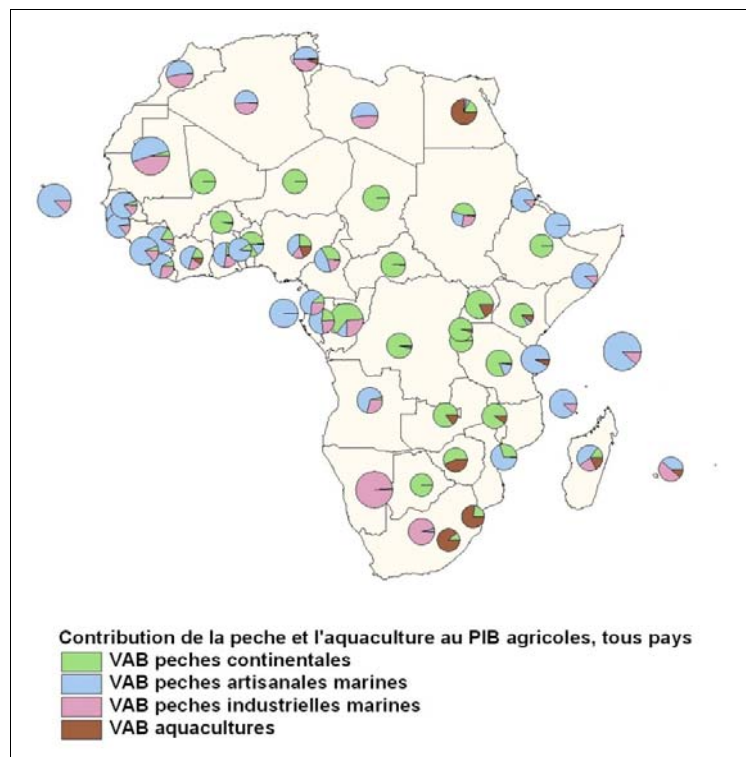 Contribution de la peche et l'aquaculture au PIB agricoles, tous pays
VAB peches continentales
VAB peches artisanales marines
VAB peches industrielles marines
VAB aquacultures